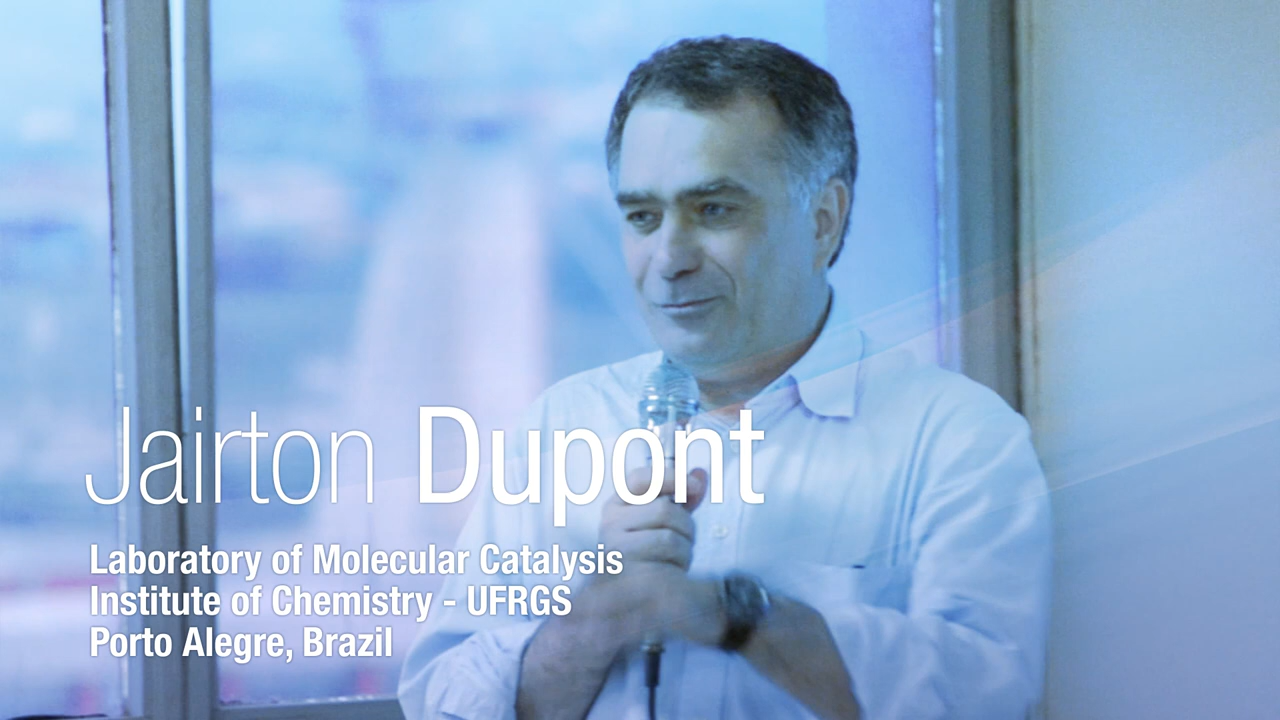 Jairton Dupont
Laboratory of Molecular Catalysis
Institute of Chemistry - UFRGS
Porto Alegre, Brazil